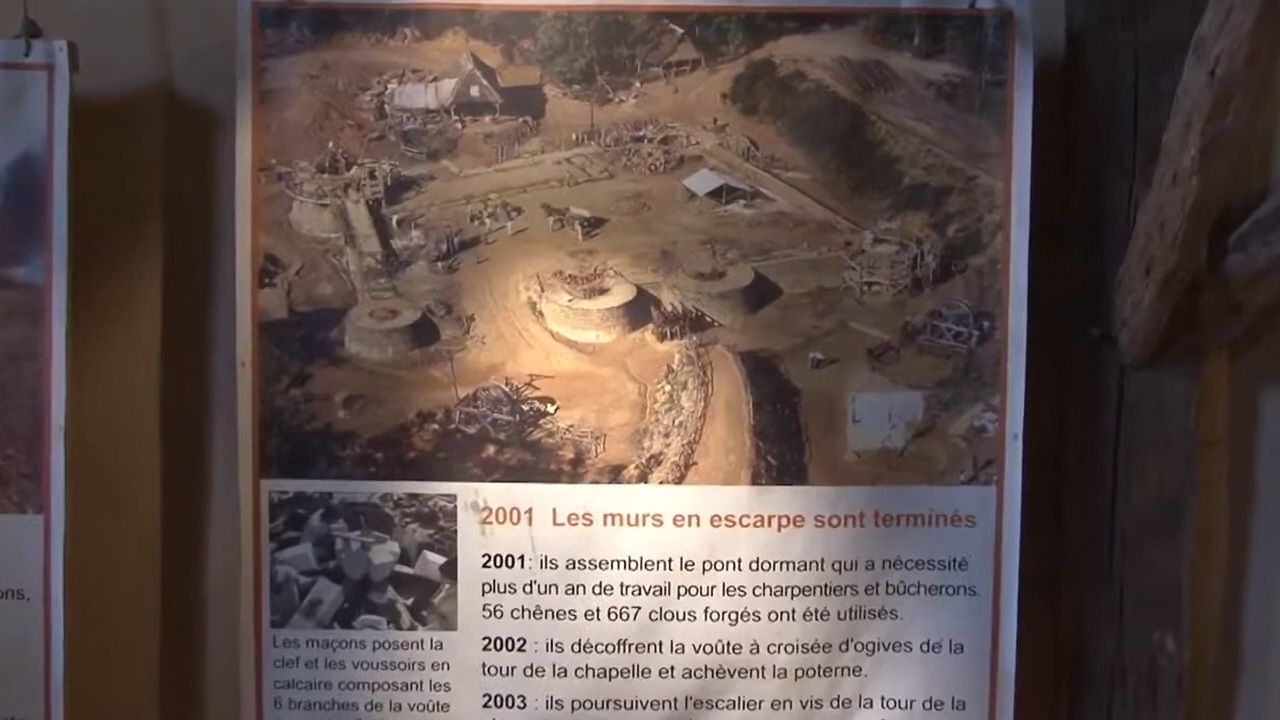 ons,
2001 Les murs en escarpe sont terminés
2001: ils assemblent le pont dormant qui a nécessité
plus d'un an de travail pour les charpentiers et bûcherons.
56 chênes et 667 clous forgés ont été utilisés.
2002 : ils décoffrent la voûte à croisée d'ogives de la
tour de la chapelle et achèvent la poterne.
2003 : ils poursuivent l'escalier en vis de la tour de la
Les maçons posent la
clef et les voussoirs en
calcaire composant les
6 branches de la voûte